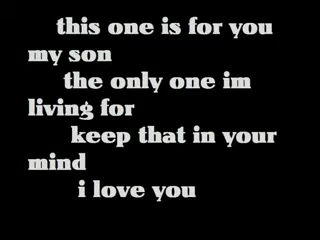 this one is for you
my son
the only one im
living for
keep that in your
mind
i love you